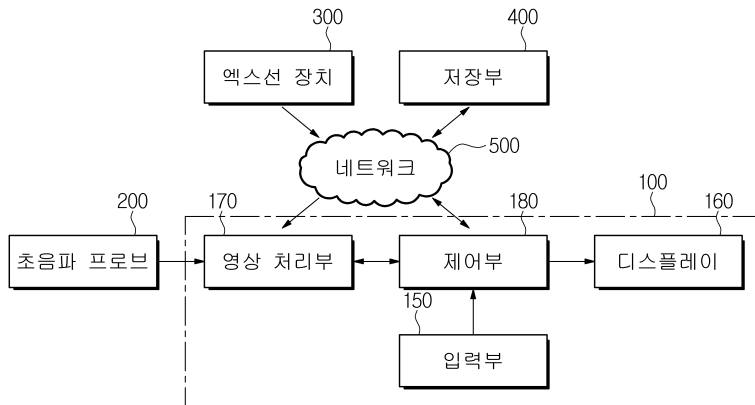 300
400
엑스선 장치
저장부
500
네트워크
200
170
180
100
160
초음파 프로브
영상 처리부
제어부
디스플레이
150
입력부